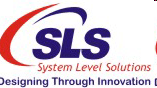 SLS
System Level Solutions
Designing Through Innovation